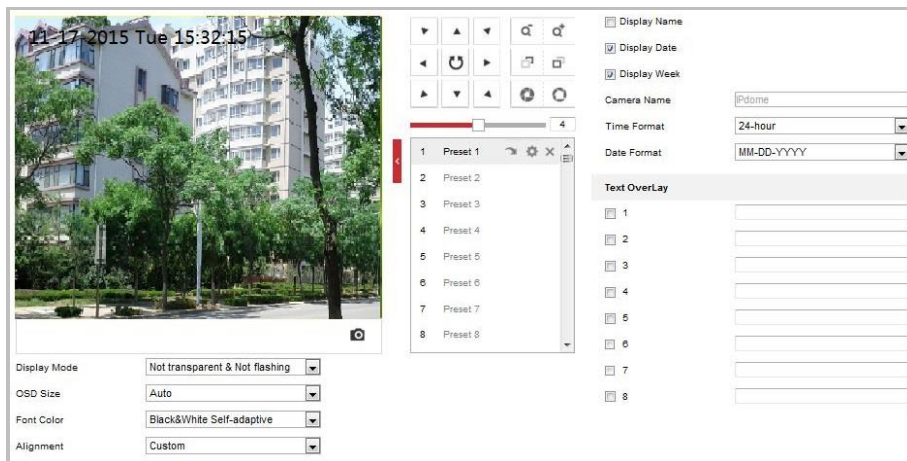 11-17-2015 Tue 15:32:15
Display Mode
Not transparent & Not flashing
OSD Size
Auto
Font Color
Black&White Self-adaptive
Alignment
Custom
4
1 Preset 1
2 Preset 2
3 Preset 3
4 Preset 4
5 Preset 5
6 Preset 6
7 Preset 7
8 Preset 8
Display Name
Display Date
Display Week
Camera Name
IPdome
Time Format
24-hour
Date Format
MM-DD-YYYY
Text OverLay
1
2
3
4
5
6
7
8